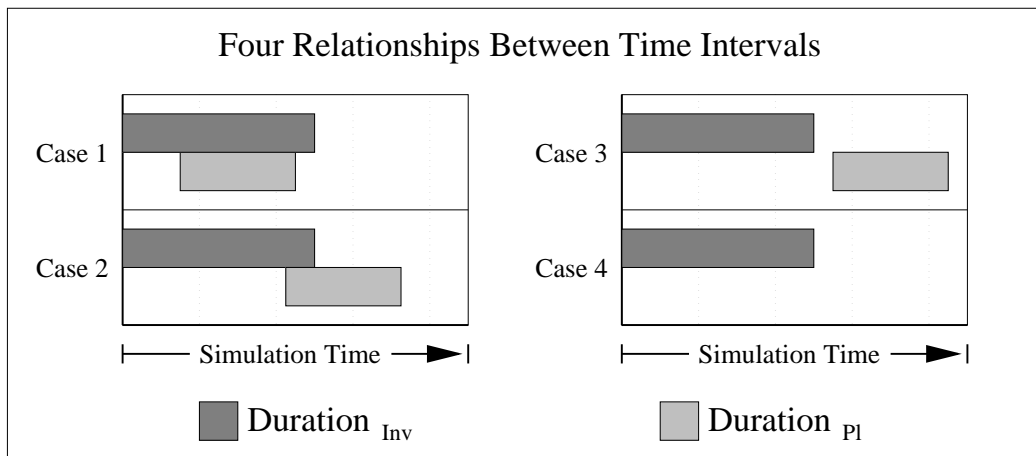 Four Relationships Between Time Intervals
Case 1
Case 2
Simulation Time
Case 3
Case 4
Simulation Time
Duration Inv
Duration Pl